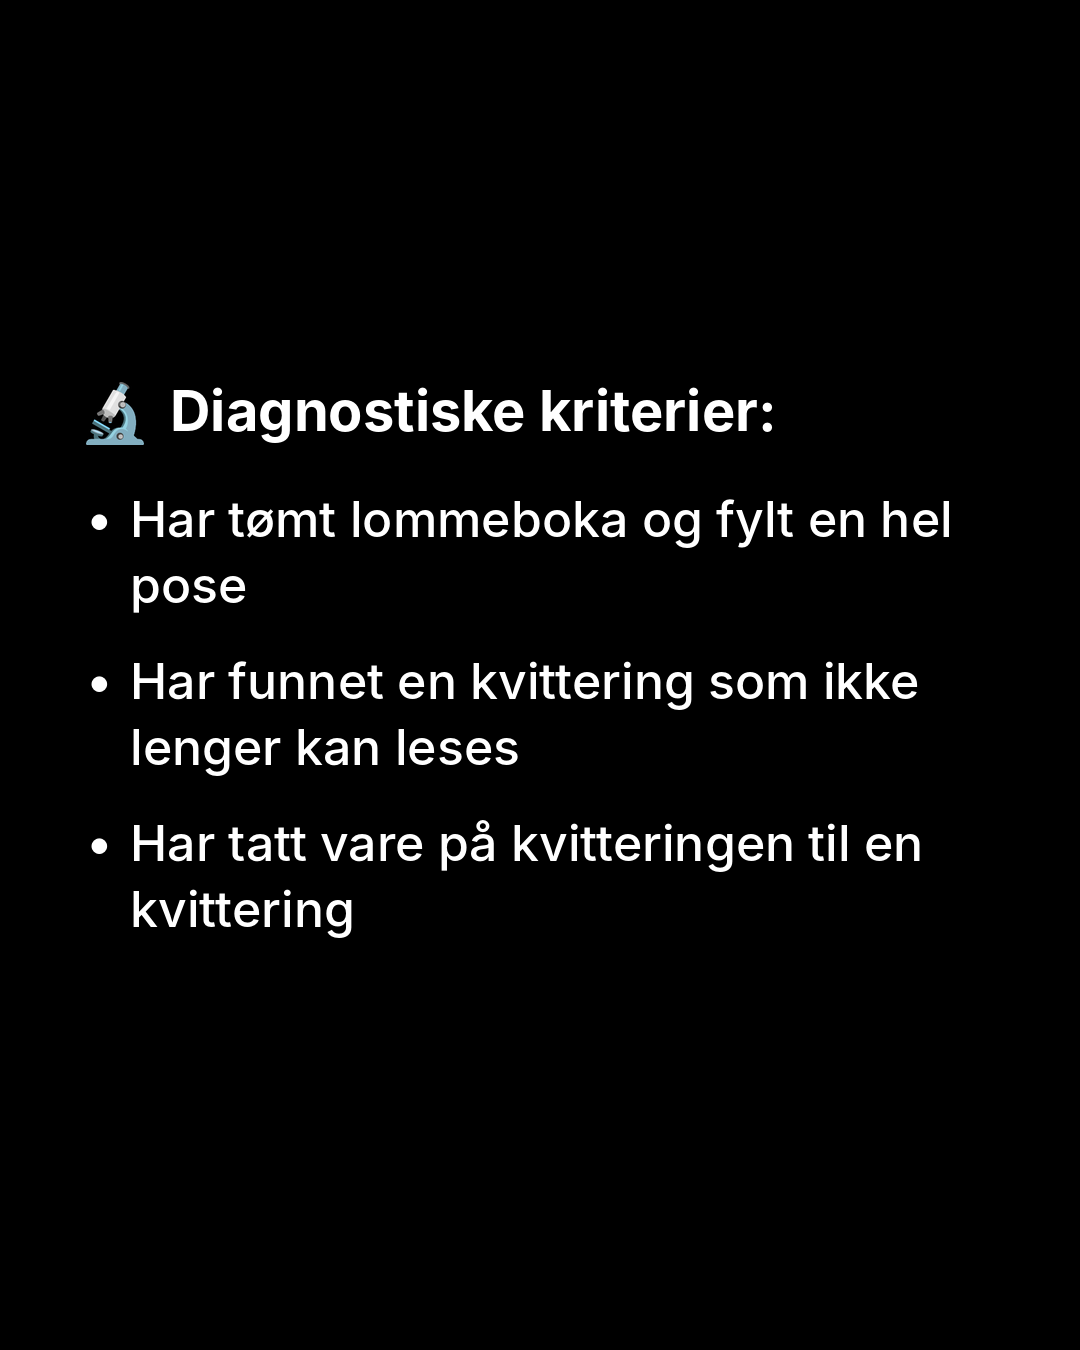 🔬 Diagnostiske kriterier:
• Har tømt lommeboka og fylt en hel
pose
• Har funnet en kvittering som ikke
lenger kan leses
• Har tatt vare på kvitteringen til en
kvittering